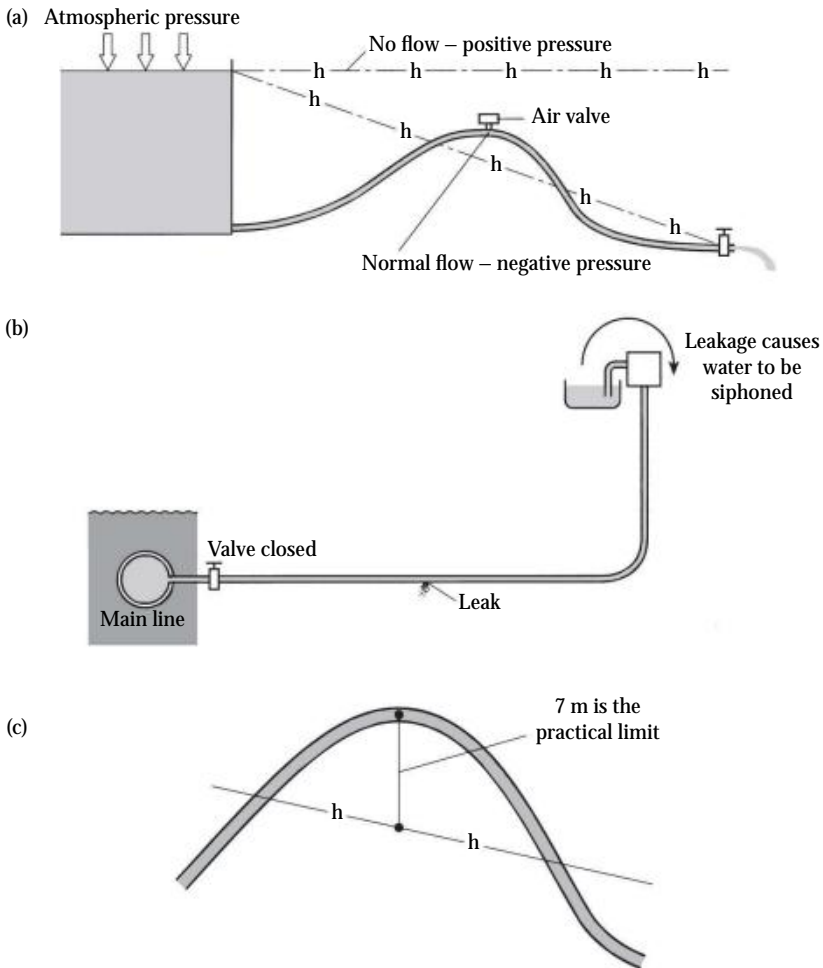 (a) Atmospheric pressure
No flow – positive pressure
h h h h h
h
h
h
h
h
Air valve
Normal flow – negative pressure
(b)
Leakage causes
water to be
siphoned
Valve closed
Main line
Leak
(c)
7 m is the
practical limit
h
h